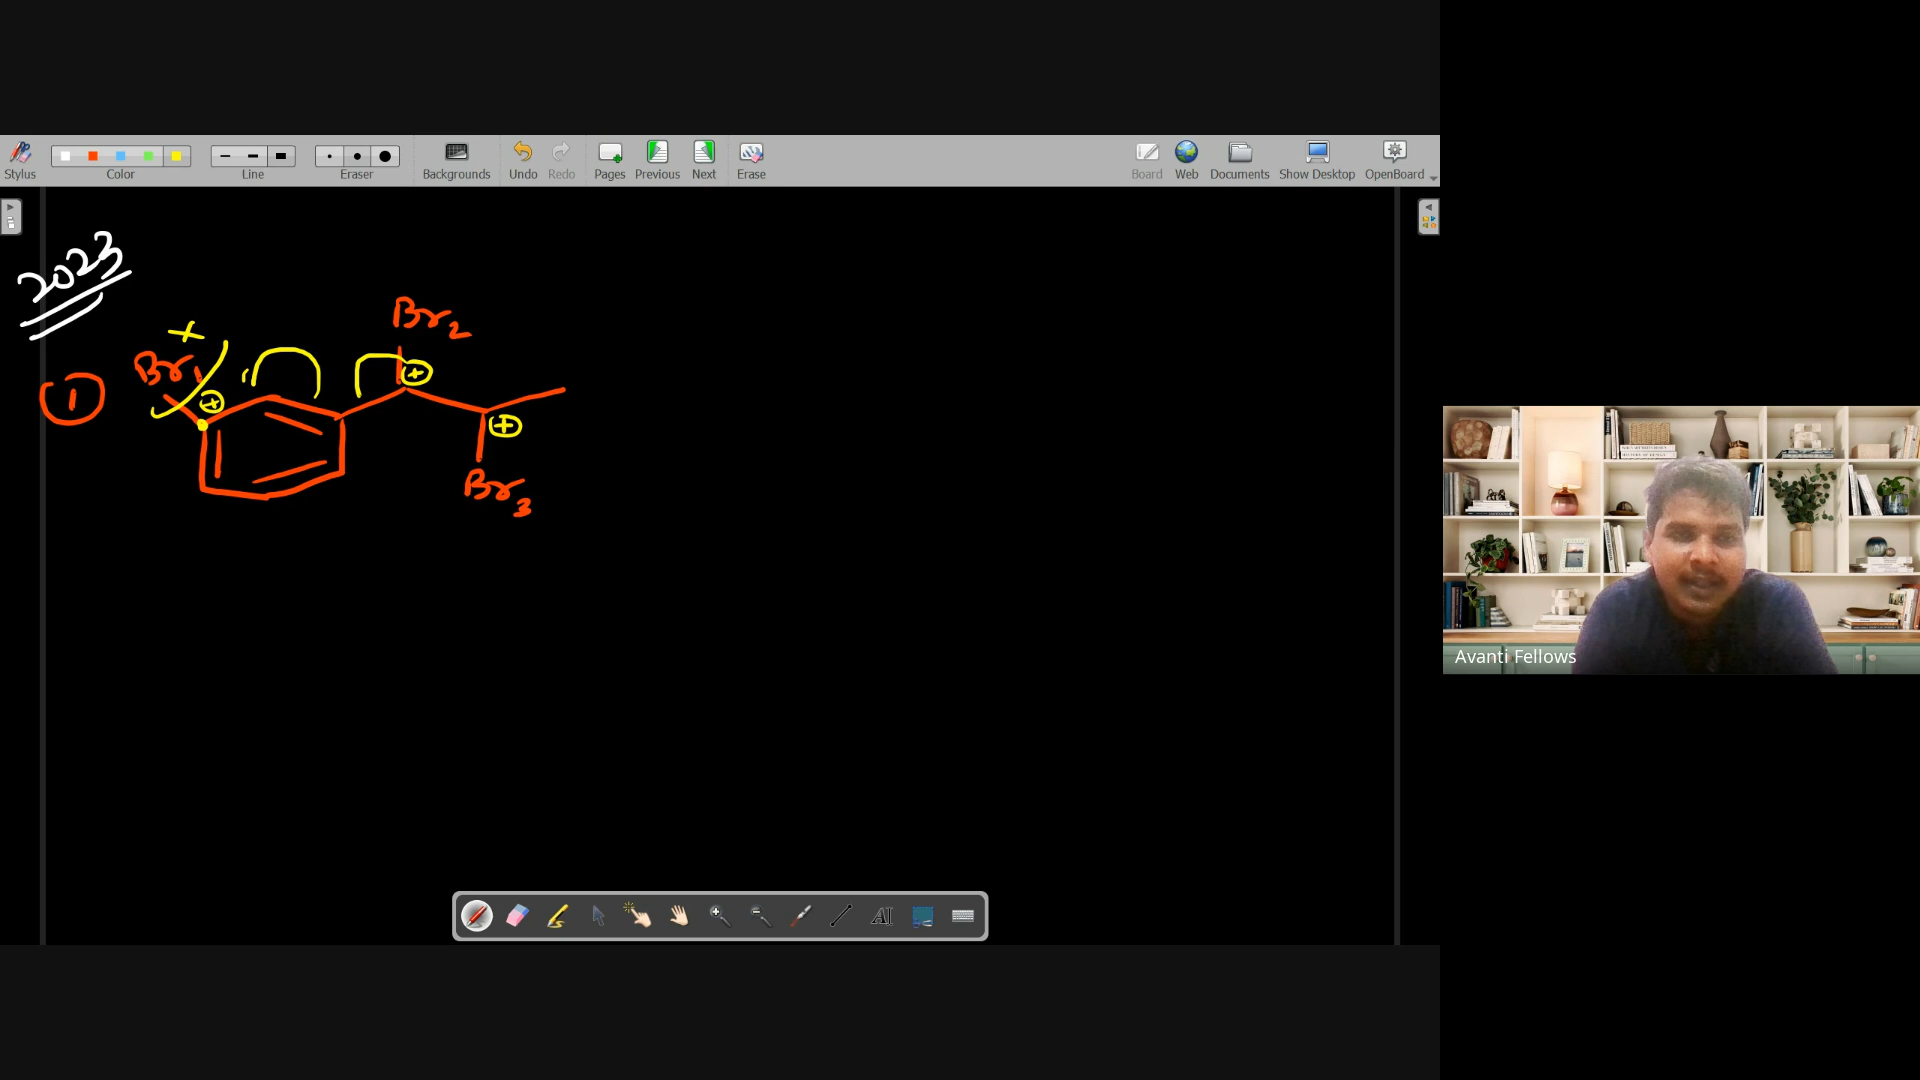 Stylus Color Line Eraser Backgrounds Undo Redo Pages Previous Next Erase Board Web Documents Show Desktop OpenBoard
2023
Br2
+
Br1
1
+
+
+
Br3
Avanti Fellows
AI